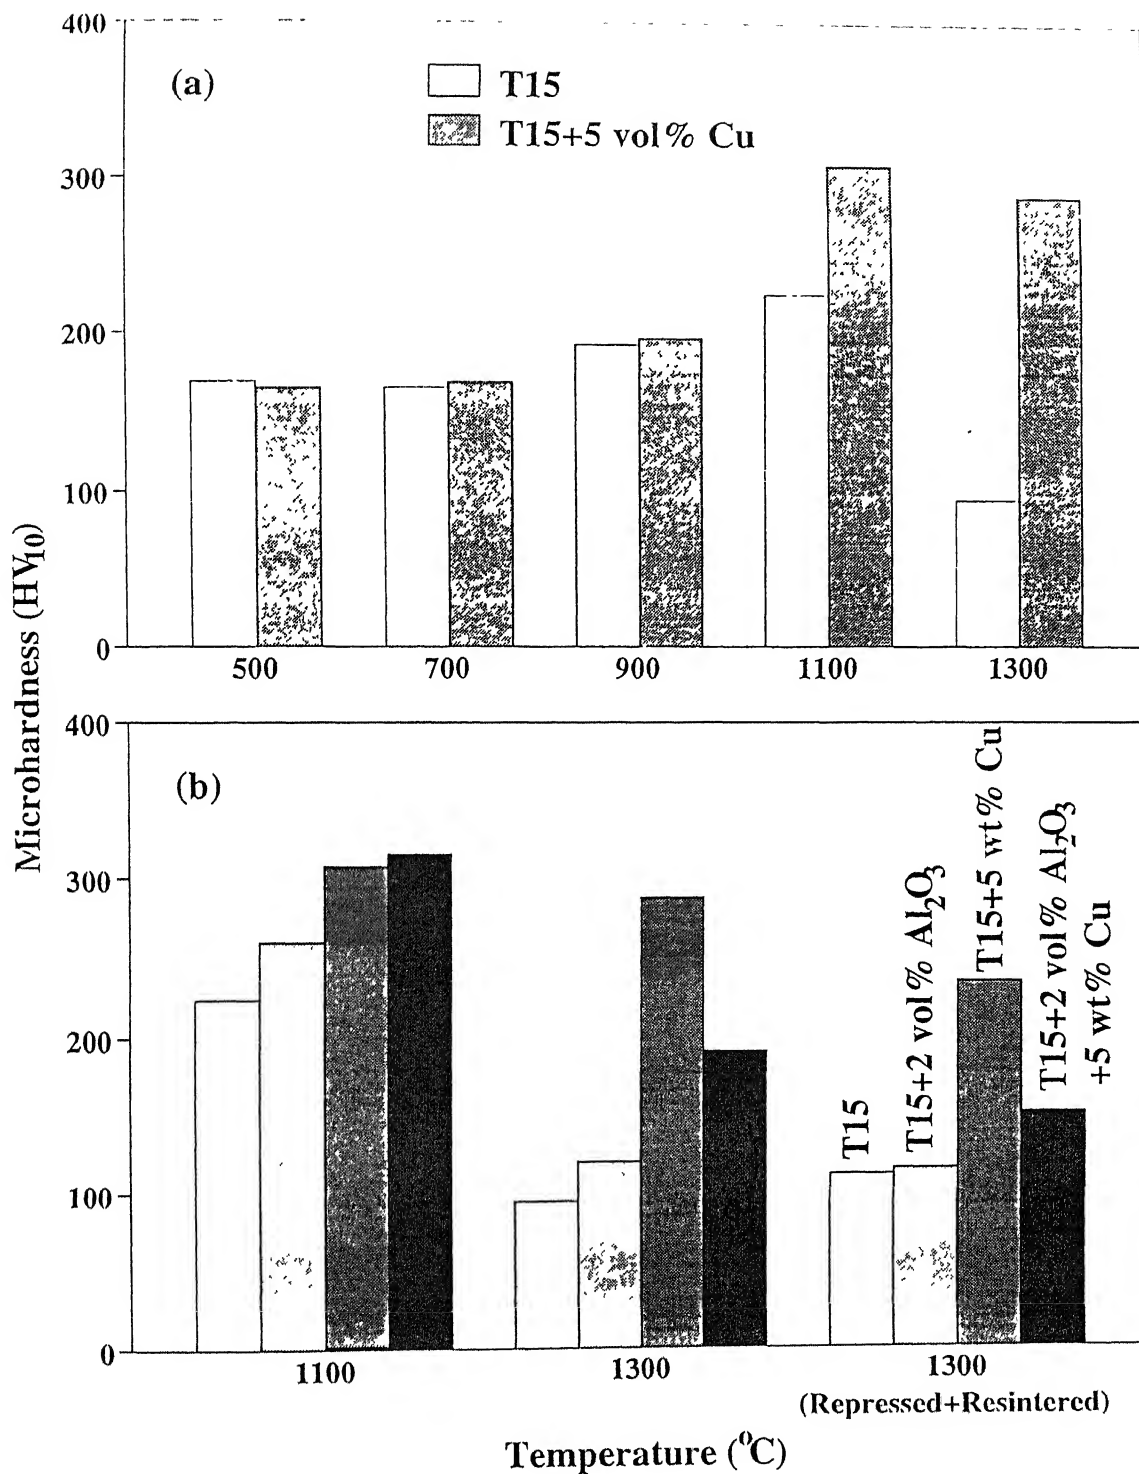 Microhardness (HV10)
400
300
200
100
0
(a)
T15
T15+5 vol% Cu
500 700 900 1100 1300
400
300
200
100
0
(b)
T15
T15+2 vol% Al2O3
T15+5 wt% Cu
T15+2 vol% Al2O3
+5 wt% Cu
1100 1300 1300
(Repressed+Resintered)
Temperature (°C)